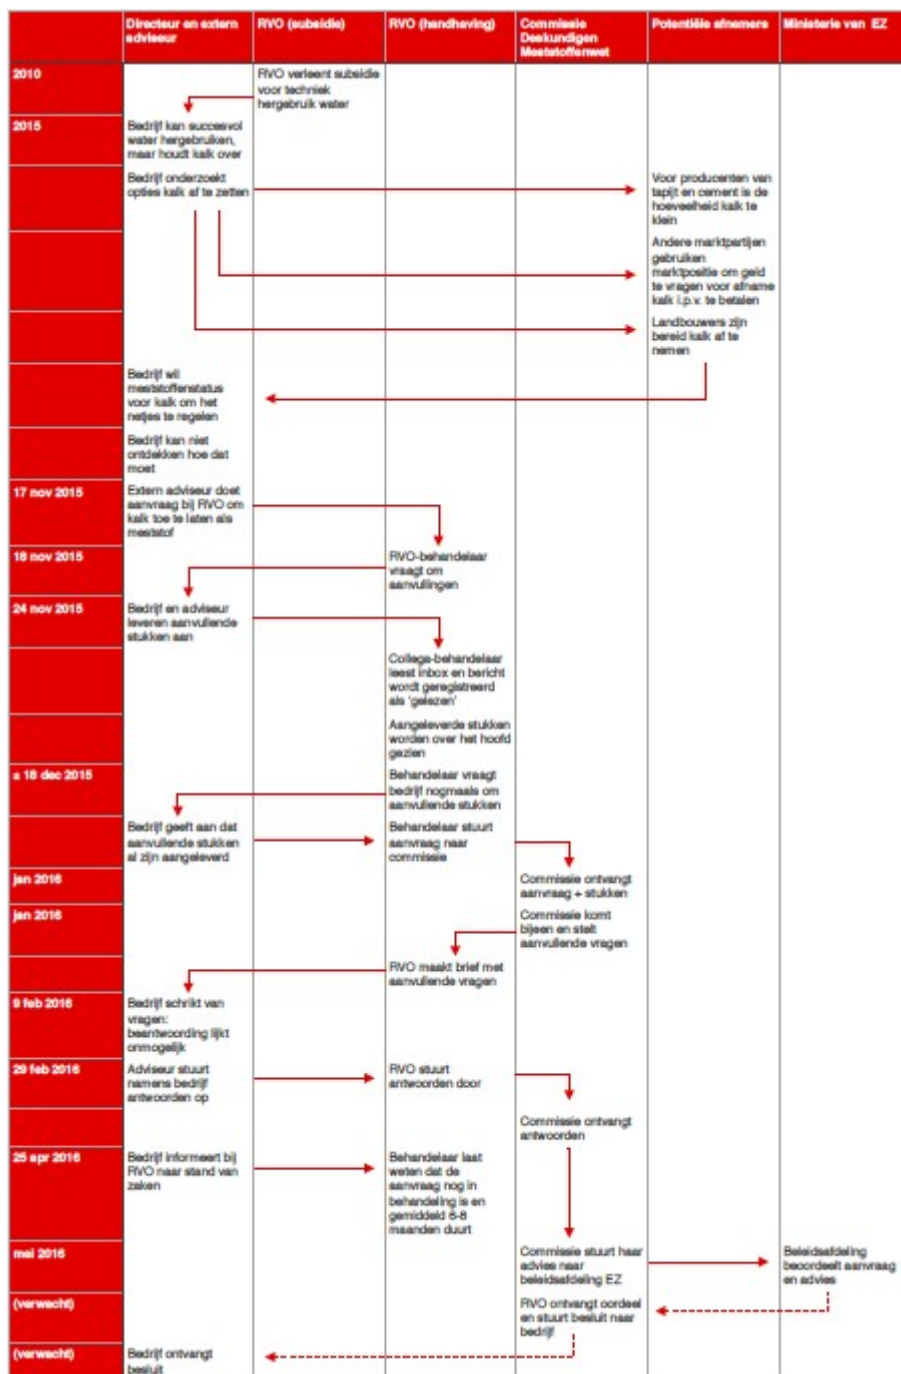 Directeur en extern
adviseur
RVO (subsidie)
RVO (handhaving)
Commissie
Deskundigen
Meststoffenwet
Potentiële afnemers
Ministerie van EZ
2010
RVO verleent subsidie
voor techniek
hergebruik water
2015
Bedrijf kan succesvol
water hergebruiken,
maar houdt kalk over
Bedrijf onderzoekt
opties kalk af te zetten
Voor producenten van
tapijt en cement is de
hoeveelheid kalk te
klein
Andere marktpartijen
gebruiken
marktpositie om geld
te vragen voor afname
kalk i.p.v. te betalen
Landbouwers zijn
bereid kalk af te
nemen
Bedrijf wil
meststoffenstatus
voor kalk om het
netjes te regelen
Bedrijf kan niet
ontdekken hoe dat
moet
17 nov 2015
Extern adviseur doet
aanvraag bij RVO om
kalk toe te laten als
meststof
18 nov 2015
RVO-behandelaar
vraagt om
aanvullingen
24 nov 2015
Bedrijf en adviseur
leveren aanvullende
stukken aan
Collega-behandelaar
leest inbox en bericht
wordt geregistreerd
als 'gelezen'
Aangeleverde stukken
worden over het hoofd
gezien
± 18 dec 2015
Behandelaar vraagt
bedrijf nogmaals om
aanvullende stukken
Bedrijf geeft aan dat
aanvullende stukken
al zijn aangeleverd
Behandelaar stuurt
aanvraag naar
commissie
jan 2016
Commissie ontvangt
aanvraag + stukken
jan 2016
Commissie komt
bijeen en stelt
aanvullende vragen
RVO maakt brief met
aanvullende vragen
9 feb 2016
Bedrijf schrikt van
vragen:
beantwoording lijkt
onmogelijk
29 feb 2016
Adviseur stuurt
namens bedrijf
antwoorden op
RVO stuurt
antwoorden door
Commissie ontvangt
antwoorden
25 apr 2016
Bedrijf informeert bij
RVO naar stand van
zaken
Behandelaar laat
weten dat de
aanvraag nog in
behandeling is en
gemiddeld 6-8
maanden duurt
mei 2016
Commissie stuurt haar
advies naar
beleidsafdeling EZ
Beleidsafdeling
beoordeelt aanvraag
en advies
(verwacht)
RVO ontvangt oordeel
en stuurt besluit naar
bedrijf
(verwacht)
Bedrijf ontvangt
besluit